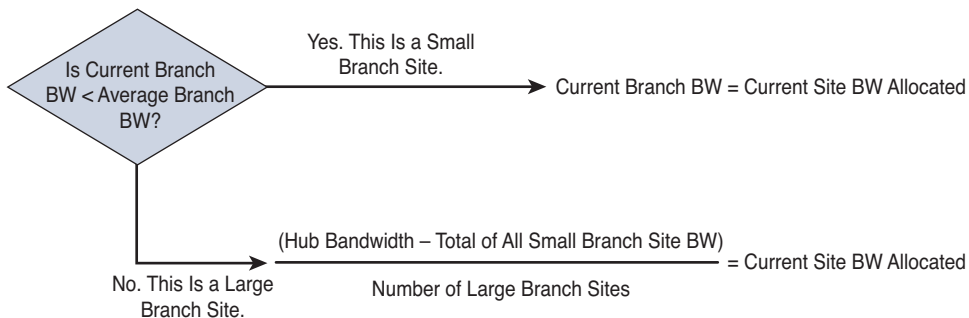 Is Current Branch
BW < Average Branch
BW?
Yes. This Is a Small
Branch Site.
Current Branch BW = Current Site BW Allocated
No. This Is a Large
Branch Site.
(Hub Bandwidth – Total of All Small Branch Site BW)
Number of Large Branch Sites
= Current Site BW Allocated